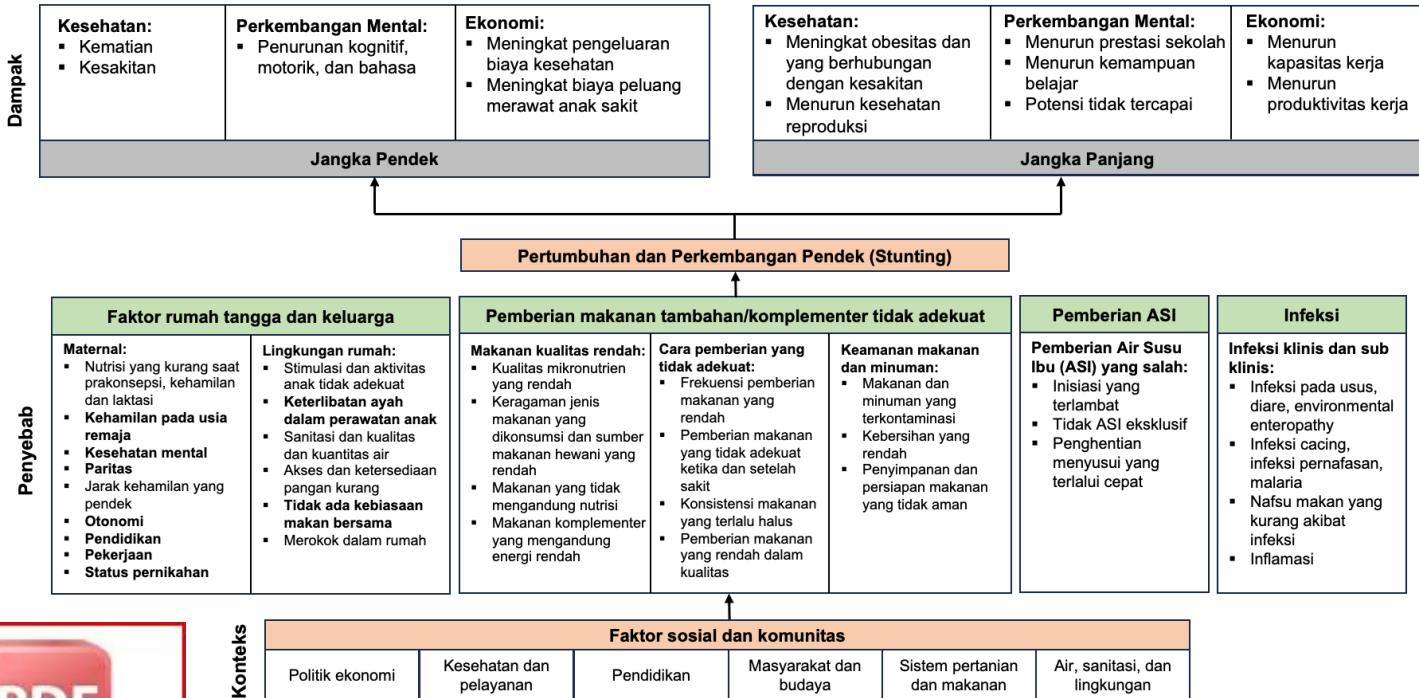 Dampak
Kesehatan:
▪ Kematian
▪ Kesakitan
Perkembangan Mental:
▪ Penurunan kognitif,
motorik, dan bahasa
Ekonomi:
▪ Meningkat pengeluaran
biaya kesehatan
▪ Meningkat biaya peluang
merawat anak sakit
Jangka Pendek
Kesehatan:
▪ Meningkat obesitas dan
yang berhubungan
dengan kesakitan
▪ Menurun kesehatan
reproduksi
Perkembangan Mental:
▪ Menurun prestasi sekolah
▪ Menurun kemampuan
belajar
▪ Potensi tidak tercapai
Ekonomi:
▪ Menurun
kapasitas kerja
▪ Menurun
produktivitas kerja
Jangka Panjang
Pertumbuhan dan Perkembangan Pendek (Stunting)
Penyebab
Faktor rumah tangga dan keluarga
Maternal:
▪ Nutrisi yang kurang saat
prakonsepsi, kehamilan
dan laktasi
▪ Kehamilan pada usia
remaja
▪ Kesehatan mental
▪ Paritas
▪ Jarak kehamilan yang
pendek
▪ Otonomi
▪ Pendidikan
▪ Pekerjaan
▪ Status pernikahan
Lingkungan rumah:
▪ Stimulasi dan aktivitas
anak tidak adequat
▪ Keterlibatan ayah
dalam perawatan anak
▪ Sanitasi dan kualitas
dan kuantitas air
▪ Akses dan ketersediaan
pangan kurang
▪ Tidak ada kebiasaan
makan bersama
▪ Merokok dalam rumah
Pemberian makanan tambahan/komplementer tidak adequat
Makanan kualitas rendah:
▪ Kualitas mikronutrien
yang rendah
▪ Keragaman jenis
makanan yang
dikonsumsi dan sumber
makanan hewani yang
rendah
▪ Makanan yang tidak
mengandung nutrisi
▪ Makanan komplementer
yang mengandung
energi rendah
Cara pemberian yang
tidak adequat:
▪ Frekuensi pemberian
makanan yang
rendah
▪ Pemberian makanan
yang tidak adequat
ketika dan setelah
sakit
▪ Konsistensi makanan
yang terlalu halus
▪ Pemberian makanan
yang rendah dalam
kualitas
Keamanan makanan
dan minuman:
▪ Makanan dan
minuman yang
terkontaminasi
▪ Kebersihan yang
rendah
▪ Penyimpanan dan
persiapan makanan
yang tidak aman
Pemberian ASI
Pemberian Air Susu
Ibu (ASI) yang salah:
▪ Inisiasi yang
terlambat
▪ Tidak ASI eksklusif
▪ Penghentian
menyusui yang
terlalu cepat
Infeksi
Infeksi klinis dan sub
klinis:
▪ Infeksi pada usus,
diare, environmental
enteropathy
▪ Infeksi cacing,
infeksi pernafasan,
malaria
▪ Nafsu makan yang
kurang akibat
infeksi
▪ Inflamasi
Konteks
Faktor sosial dan komunitas
Politik ekonomi
Kesehatan dan
pelayanan
Pendidikan
Masyarakat dan
budaya
Sistem pertanian
dan makanan
Air, sanitasi, dan
lingkungan